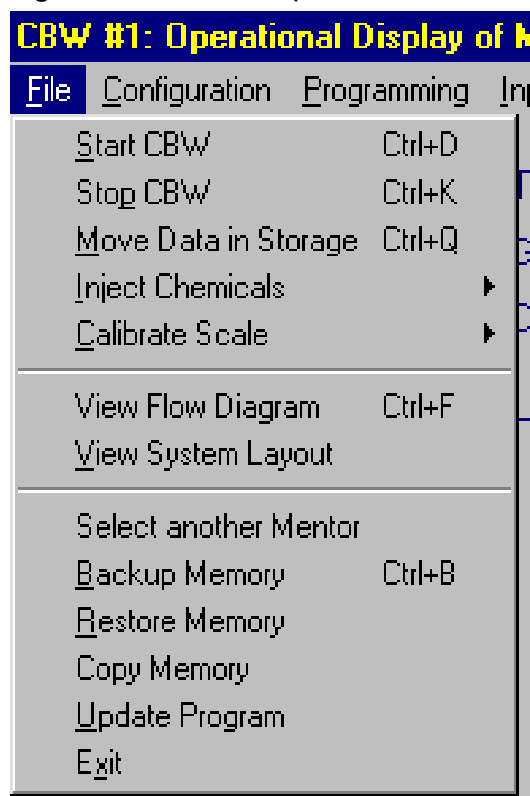 CBW #1: Operational Display of
File Configuration Programming
Start CBW Ctrl+D
Stop CBW Ctrl+K
Move Data in Storage Ctrl+Q
Inject Chemicals
Calibrate Scale
View Flow Diagram Ctrl+F
View System Layout
Select another Mentor
Backup Memory Ctrl+B
Restore Memory
Copy Memory
Update Program
Exit